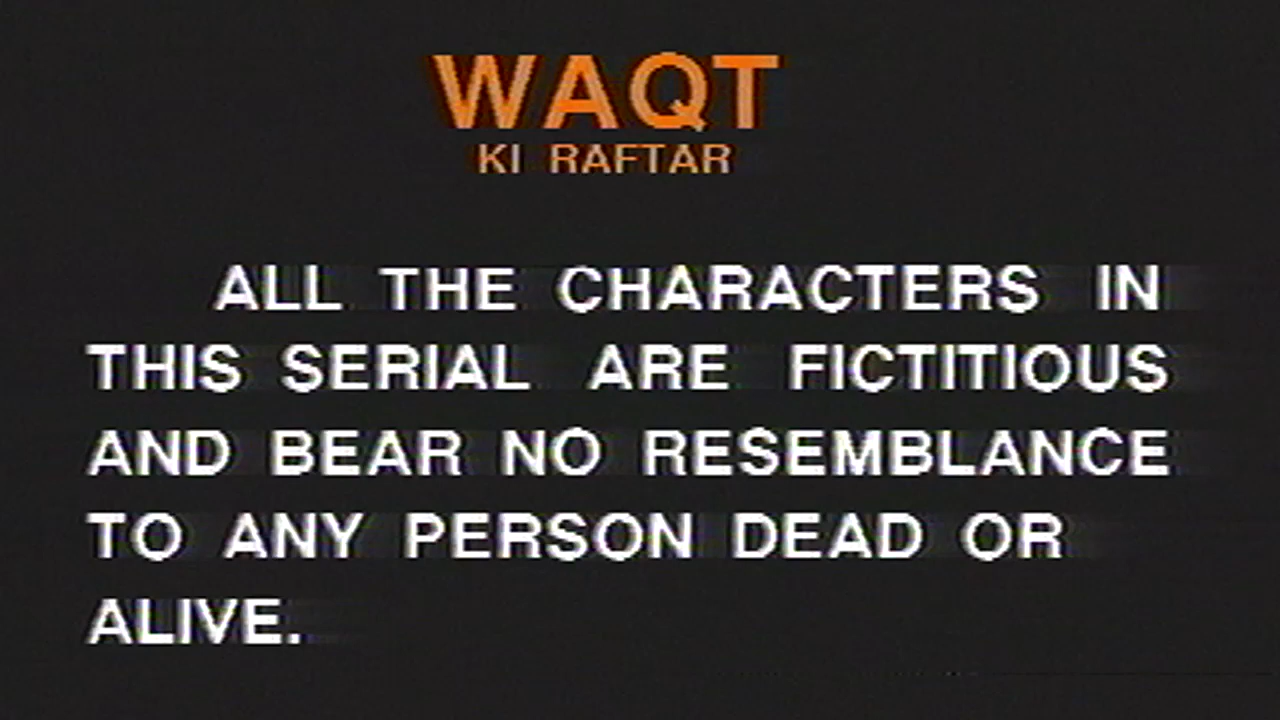 WAQT
KI RAFTAR
ALL THE CHARACTERS IN
THIS SERIAL ARE FICTITIOUS
AND BEAR NO RESEMBLANCE
TO ANY PERSON DEAD OR
ALIVE.